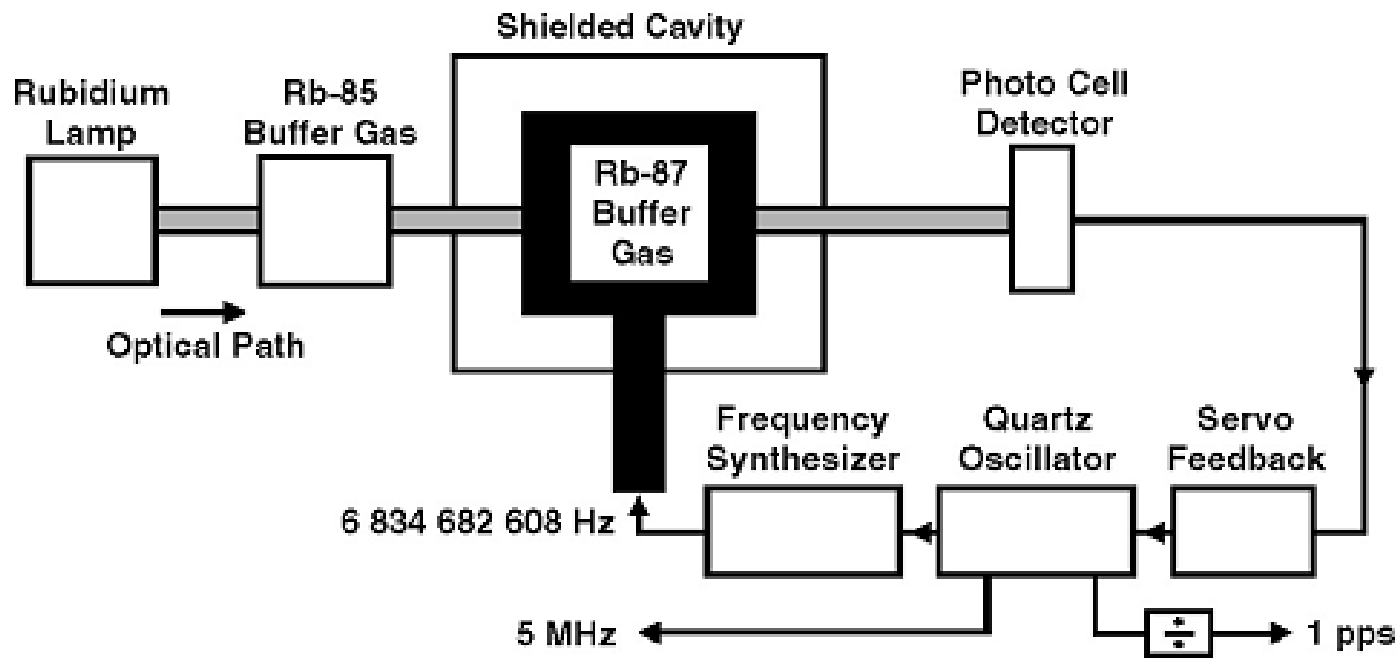 Shielded Cavity
Rubidium
Lamp
Rb-85
Buffer Gas
Photo Cell
Detector
Rb-87
Buffer
Gas
Optical Path
Frequency
Synthesizer
Quartz
Oscillator
Servo
Feedback
6 834 682 608 Hz
5 MHz
÷
1 pps